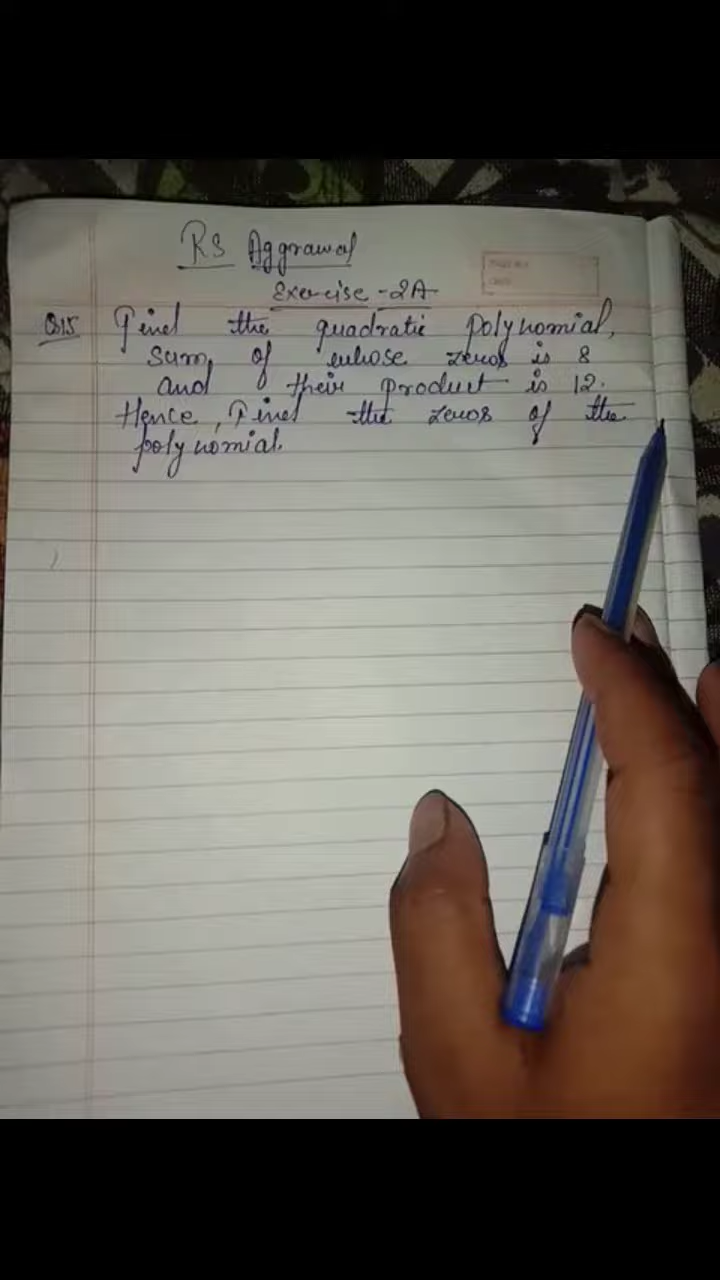 RS Aggrawal
Exercise - 2A
Q15 Find the quadratic polynomial,
sum of whose zeros is 8
and their product is 12.
Hence, Find the zeros of the
polynomial.